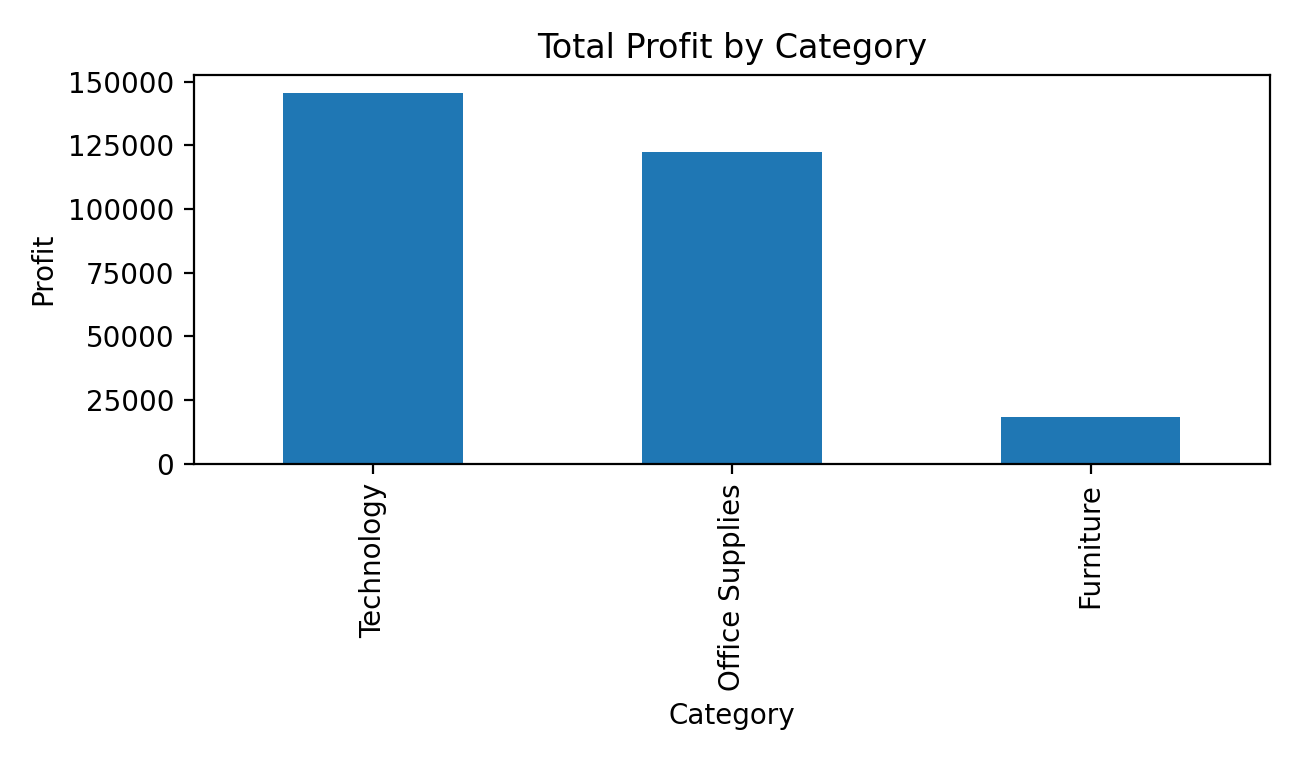 Total Profit by Category
Profit
150000
125000
100000
75000
50000
25000
0
Technology
Office Supplies
Furniture
Category